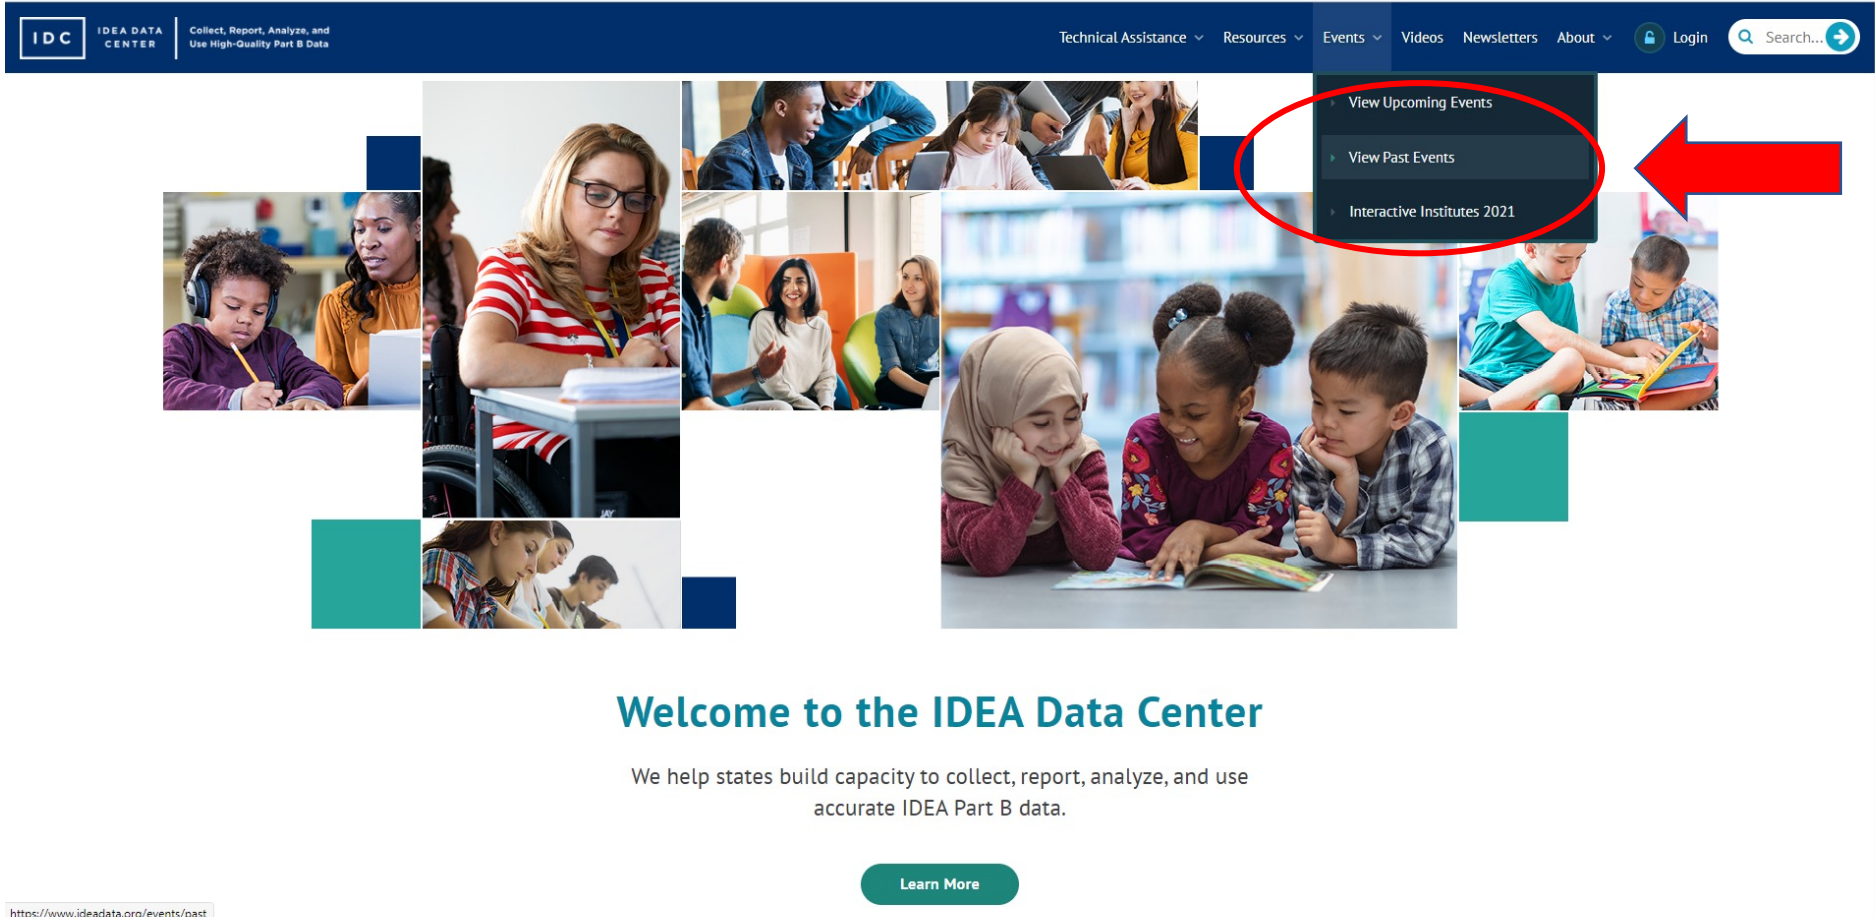 IDC
IDEA DATA
CENTER
Collect, Report, Analyze, and
Use High-Quality Part B Data
Technical Assistance
Resources
Events
Videos
Newsletters
About
Login
Search...
View Upcoming Events
View Past Events
Interactive Institutes 2021
JAY
Welcome to the IDEA Data Center
We help states build capacity to collect, report, analyze, and use
accurate IDEA Part B data.
Learn More
https://www.ideadata.org/events/past